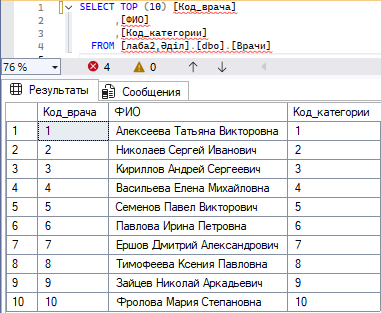 1 SELECT TOP (10) [Код_врача]
2 ,[ФИО]
3 ,[Код_категории]
4 FROM [лаба2,Әділ].[dbo].[Врачи]
5
76 % 4 0
Результаты Сообщения
Код_врача ФИО Код_категории
1 1 Алексеева Татьяна Викторовна 1
2 2 Николаев Сергей Иванович 2
3 3 Кириллов Андрей Сергеевич 3
4 4 Васильева Елена Михайловна 4
5 5 Семенов Павел Викторович 5
6 6 Павлова Ирина Петровна 6
7 7 Ершов Дмитрий Александрович 7
8 8 Тимофеева Ксения Павловна 8
9 9 Зайцев Николай Аркадьевич 9
10 10 Фролова Мария Степановна 10